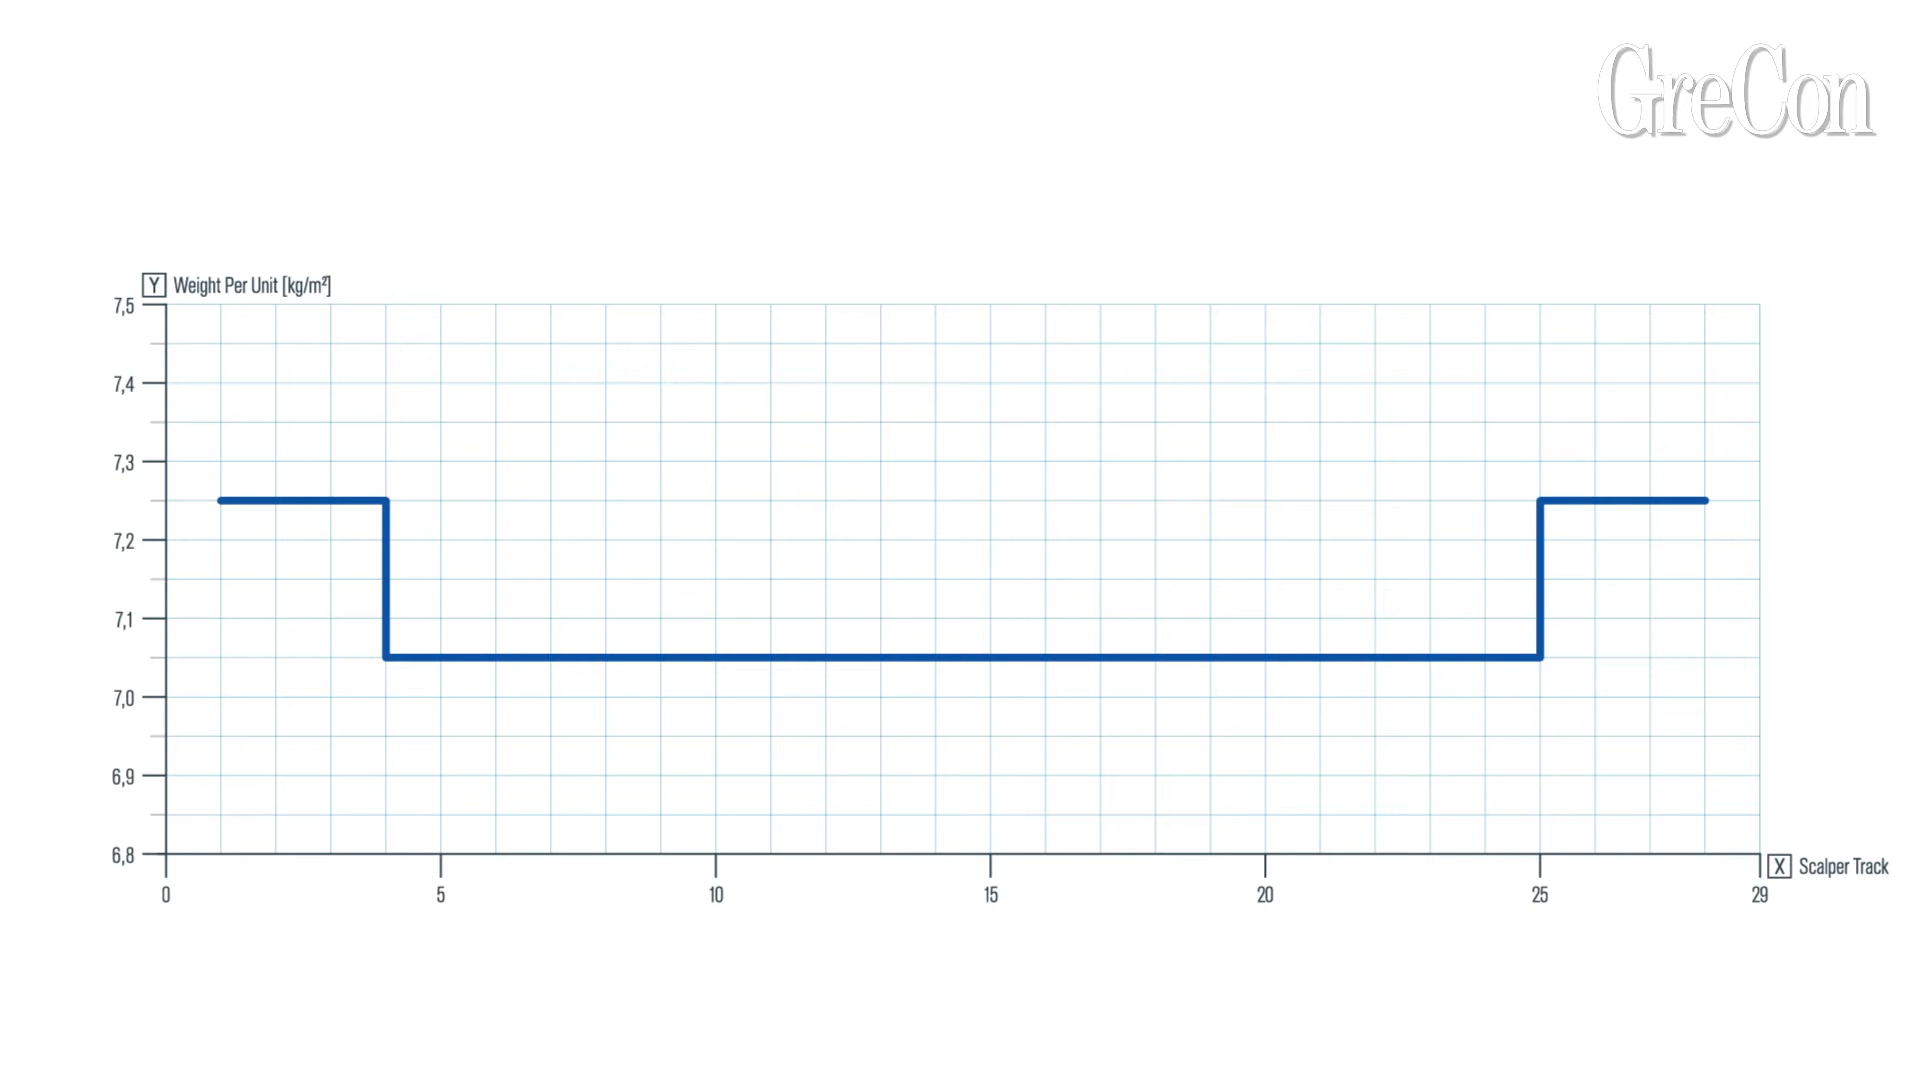 GreCon
Y Weight Per Unit [kg/m²]
7,5
7,4
7,3
7,2
7,1
7,0
6,9
6,8
0 5 10 15 20 25 29
X Scalper Track